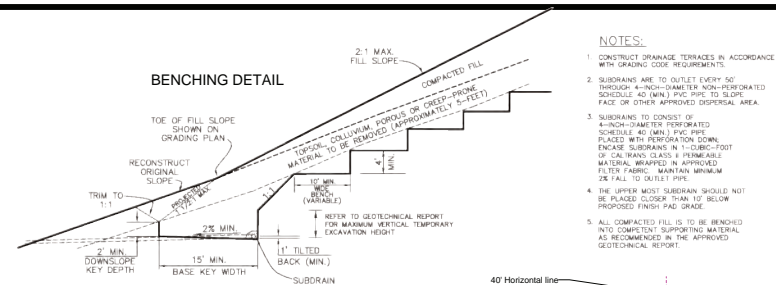 BENCHING DETAIL
2:1 MAX.
FILL SLOPE
COMPACTED FILL
TOPSOIL, COLLUVIUM, POROUS OR CREEP-PRONE
MATERIAL TO BE REMOVED (APPROXIMATELY 5-FEET)
TOE OF FILL SLOPE
SHOWN ON
GRADING PLAN
RECONSTRUCT
ORIGINAL
SLOPE
PROJECTED
MAX.
TRIM TO
1:1
1:1
10' MIN.
WIDE
BENCH
(VARIABLE)
4'
MIN.
REFER TO GEOTECHNICAL REPORT
FOR MAXIMUM VERTICAL TEMPORARY
EXCAVATION HEIGHT
2% MIN.
2' MIN.
DOWNSLOPE
KEY DEPTH
15' MIN.
BASE KEY WDTH
1' TILTED
BACK (MIN.)
SUBDRAIN
40' Horizontal line
NOTES:
1. CONSTRUCT DRAINAGE TERRACES IN ACCORDANCE
WITH GRADING CODE REQUIREMENTS.
2. SUBDRAINS ARE TO OUTLET EVERY 50'
THROUGH 4-INCH-DIAMETER NON-PERFORATED
SCHEDULE 40 (MIN.) PVC PIPE TO SLOPE
FACE OR OTHER APPROVED DISPERSAL AREA.
3. SUBDRAINS TO CONSIST OF
4-INCH-DIAMETER PERFORATED
SCHEDULE 40 (MIN.) PVC PIPE
PLACED WITH PERFORATION DOWN;
ENCASE SUBDRAINS IN 1-CUBIC-FOOT
OF CALTRANS CLASS II PERMEABLE
MATERIAL WRAPPED IN APPROVED
FILTER FABRIC. MAINTAIN MINIMUM
2% FALL TO OUTLET PIPE.
4. THE UPPER MOST SUBDRAIN SHOULD NOT
BE PLACED CLOSER THAN 10' BELOW
PROPOSED FINISH PAD GRADE.
5. ALL COMPACTED FILL IS TO BE BENCHED
INTO COMPETENT SUPPORTING MATERIAL
AS RECOMMENDED IN THE APPROVED
GEOTECHNICAL REPORT.